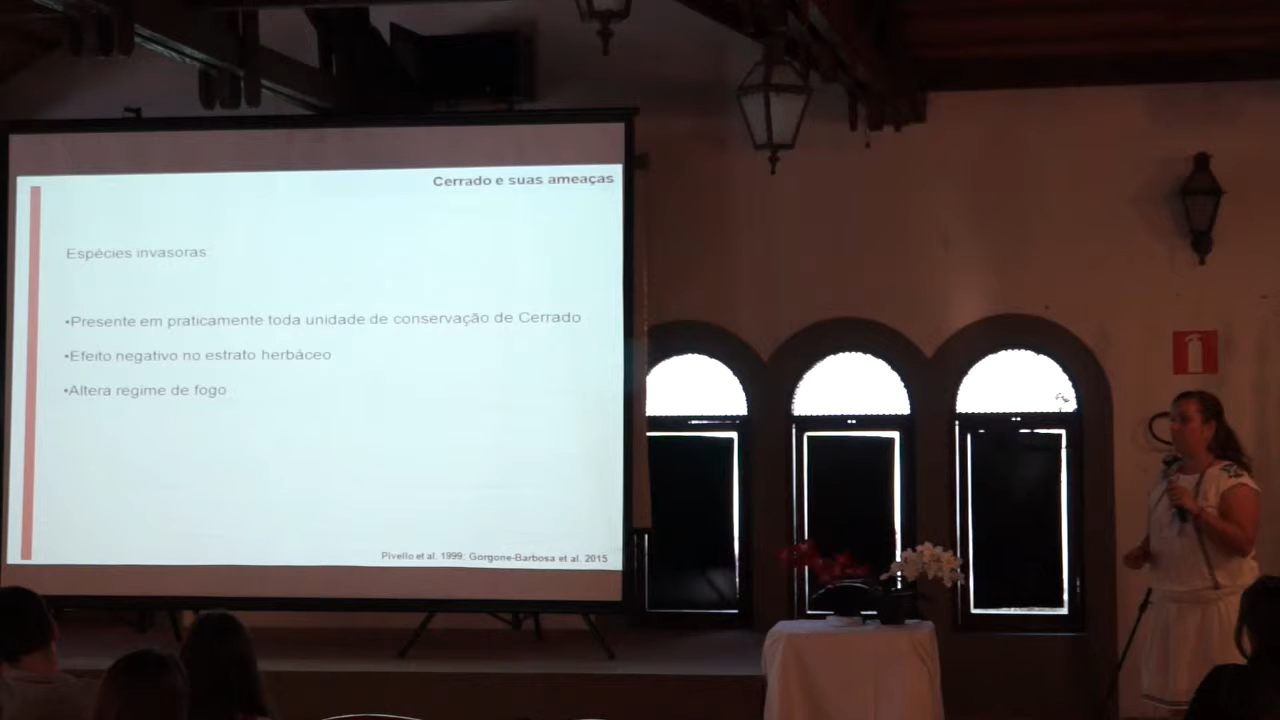 Cerrado e suas ameaças
Espécies invasoras:
•Presente em praticamente toda unidade de conservação de Cerrado
•Efeito negativo no estrato herbáceo
•Altera regime de fogo
Pivello et al. 1999; Gorgone-Barbosa et al. 2015